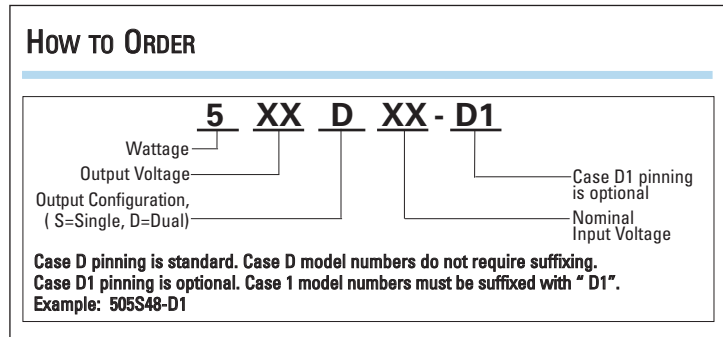 HOW TO ORDER
5 XX D XX - D1
Wattage
Output Voltage
Output Configuration,
( S=Single, D=Dual)
Case D1 pinning
is optional
Nominal
Input Voltage
Case D pinning is standard. Case D model numbers do not require suffixing.
Case D1 pinning is optional. Case 1 model numbers must be suffixed with “ D1”.
Example: 505S48-D1